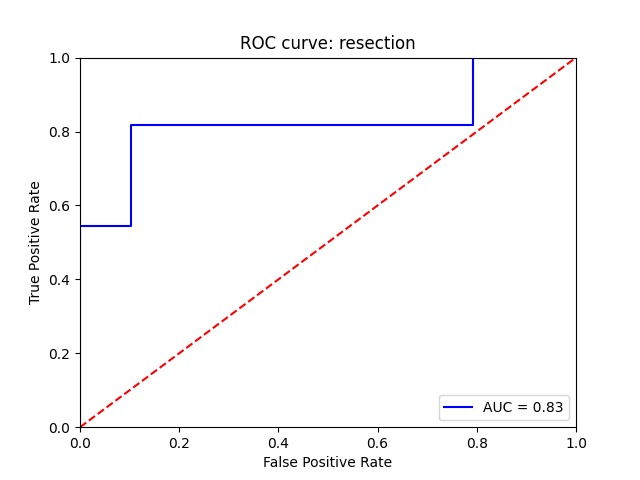 ROC curve: resection
1.0
0.8
0.6
0.4
0.2
0.0
True Positive Rate
AUC = 0.83
0.0 0.2 0.4 0.6 0.8 1.0
False Positive Rate